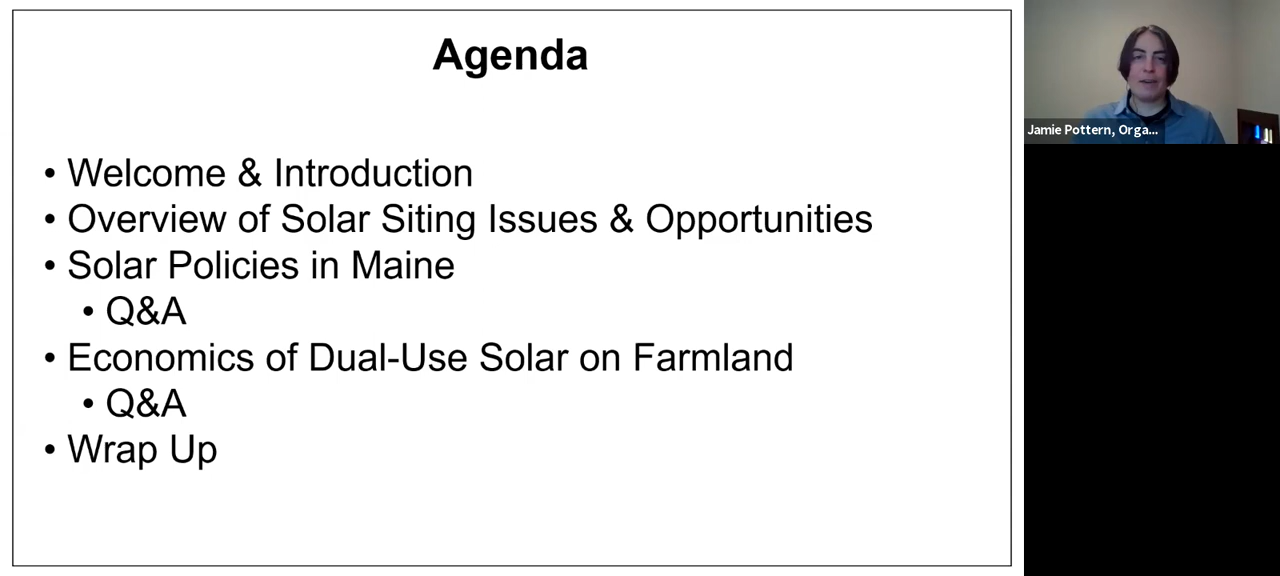 Agenda
• Welcome & Introduction
• Overview of Solar Siting Issues & Opportunities
• Solar Policies in Maine
• Q&A
• Economics of Dual-Use Solar on Farmland
• Q&A
• Wrap Up
Jamie Pottern, Orga...